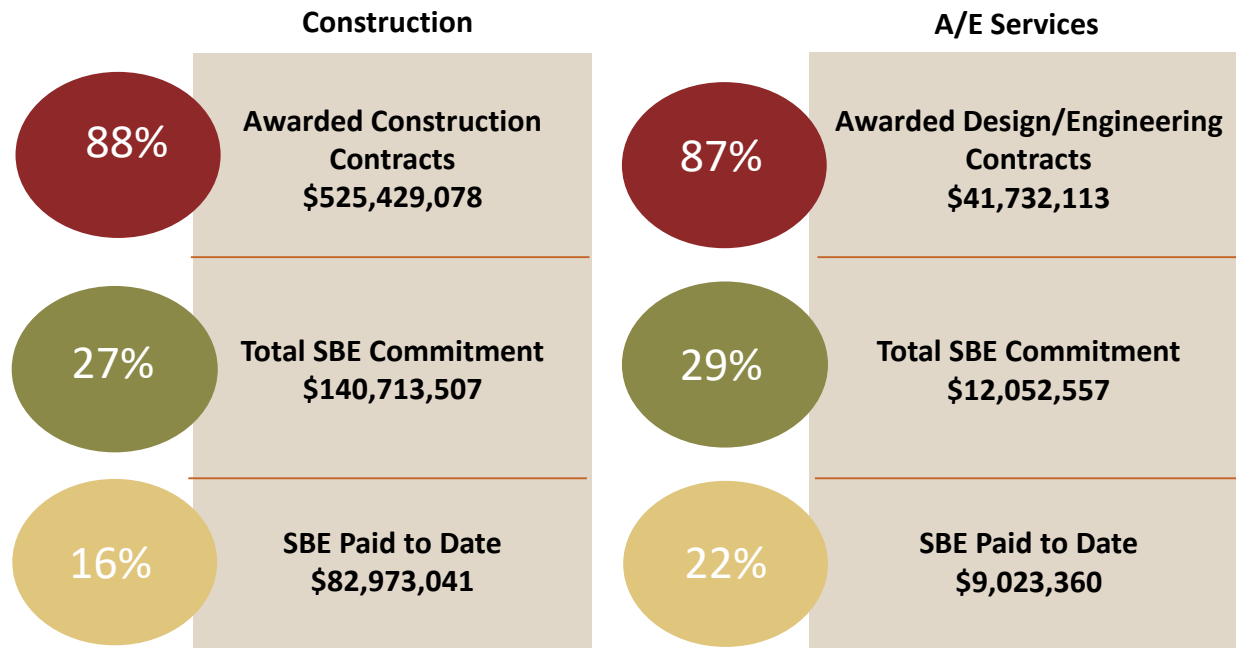 Construction
88%
Awarded Construction
Contracts
$525,429,078
27%
Total SBE Commitment
$140,713,507
16%
SBE Paid to Date
$82,973,041
A/E Services
87%
Awarded Design/Engineering
Contracts
$41,732,113
29%
Total SBE Commitment
$12,052,557
22%
SBE Paid to Date
$9,023,360